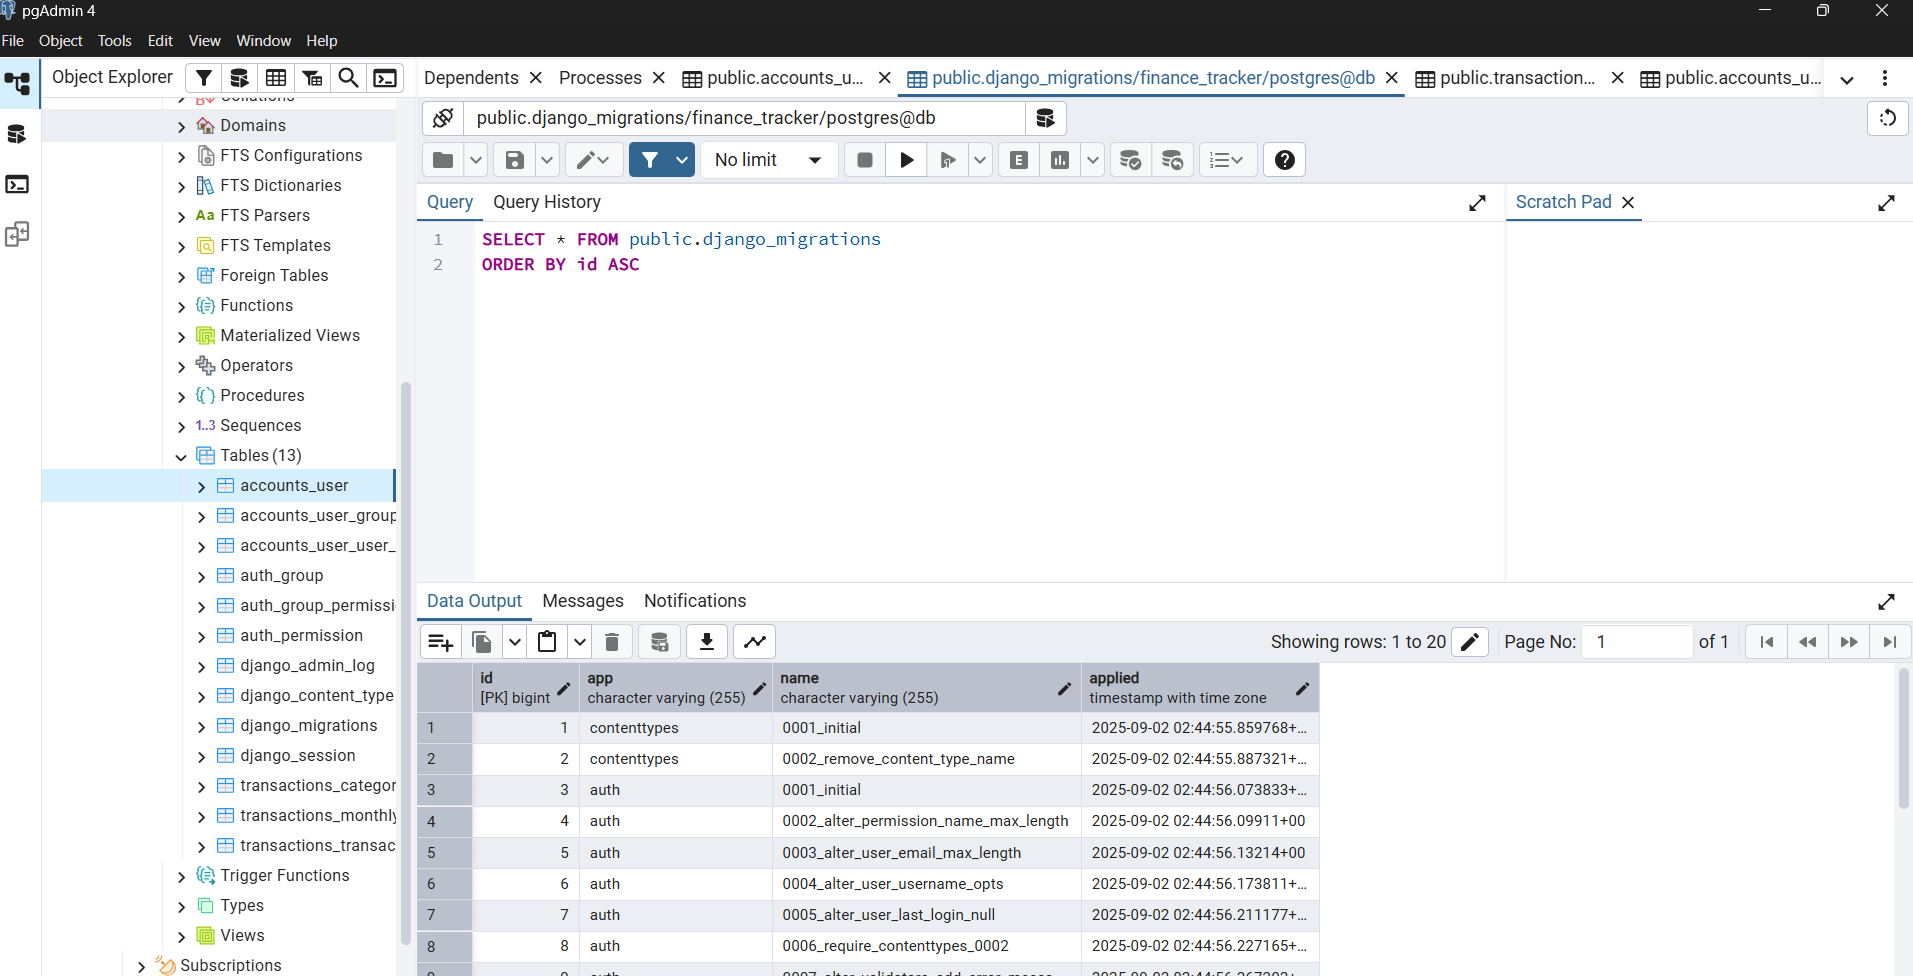 pgAdmin 4
File Object Tools Edit View Window Help
Object Explorer
Dependents
Processes
public.accounts_u...
public.django_migrations/finance_tracker/postgres@db
public.transaction...
public.accounts_u...
public.django_migrations/finance_tracker/postgres@db
No limit
E
Query Query History
Scratch Pad
1 SELECT * FROM public.django_migrations
2 ORDER BY id ASC
Collations
Domains
FTS Configurations
FTS Dictionaries
Aa FTS Parsers
FTS Templates
Foreign Tables
Functions
Materialized Views
Operators
Procedures
1..3 Sequences
Tables (13)
accounts_user
accounts_user_group
accounts_user_user_
auth_group
auth_group_permissi
auth_permission
django_admin_log
django_content_type
django_migrations
django_session
transactions_categor
transactions_monthly
transactions_transac
Trigger Functions
Types
Views
Subscriptions
Data Output Messages Notifications
Showing rows: 1 to 20
Page No: 1 of 1
id [PK] bigint
app character varying (255)
name character varying (255)
applied timestamp with time zone
1 1 contenttypes 0001_initial 2025-09-02 02:44:55.859768+...
2 2 contenttypes 0002_remove_content_type_name 2025-09-02 02:44:55.887321+...
3 3 auth 0001_initial 2025-09-02 02:44:56.073833+...
4 4 auth 0002_alter_permission_name_max_length 2025-09-02 02:44:56.09911+00
5 5 auth 0003_alter_user_email_max_length 2025-09-02 02:44:56.13214+00
6 6 auth 0004_alter_user_username_opts 2025-09-02 02:44:56.173811+...
7 7 auth 0005_alter_user_last_login_null 2025-09-02 02:44:56.211177+...
8 8 auth 0006_require_contenttypes_0002 2025-09-02 02:44:56.227165+...